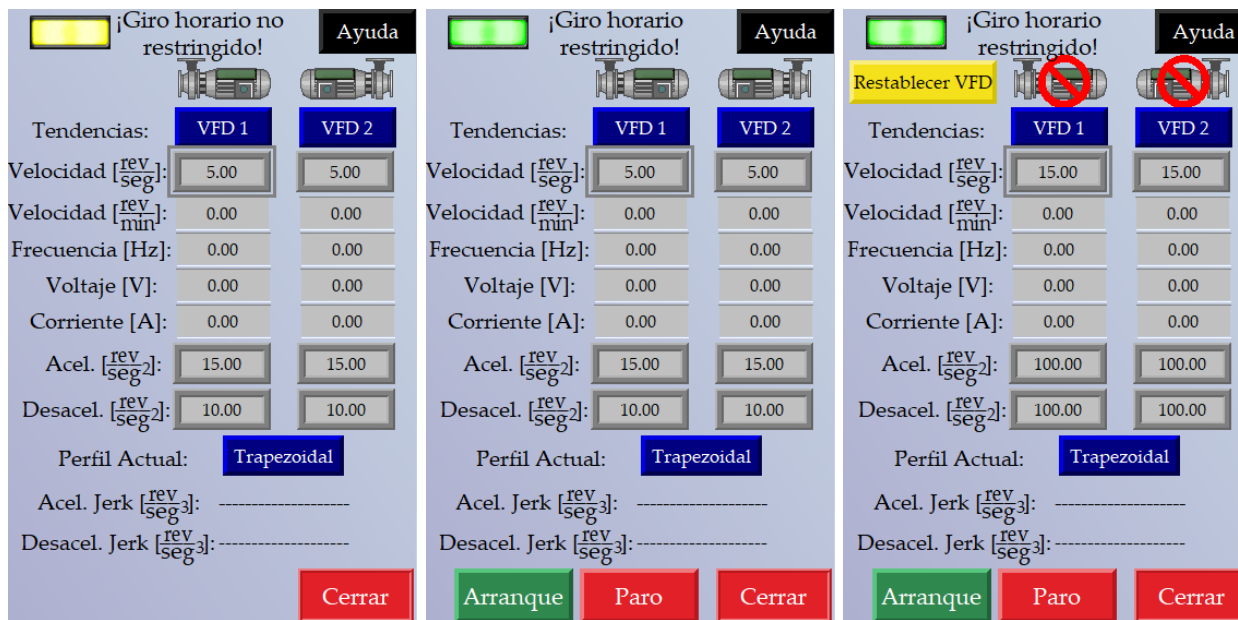 ¡Giro horario no
restringido!
Ayuda
Tendencias: VFD 1 VFD 2
Velocidad [rev/seg]: 5.00 5.00
Velocidad [rev/min]: 0.00 0.00
Frecuencia [Hz]: 0.00 0.00
Voltaje [V]: 0.00 0.00
Corriente [A]: 0.00 0.00
Acel. [rev/seg2]: 15.00 15.00
Desacel. [rev/seg2]: 10.00 10.00
Perfil Actual: Trapezoidal
Acel. Jerk [rev/seg3]: --------------------
Desacel. Jerk [rev/seg3]: --------------------
Cerrar
¡Giro horario
restringido!
Ayuda
Tendencias: VFD 1 VFD 2
Velocidad [rev/seg]: 5.00 5.00
Velocidad [rev/min]: 0.00 0.00
Frecuencia [Hz]: 0.00 0.00
Voltaje [V]: 0.00 0.00
Corriente [A]: 0.00 0.00
Acel. [rev/seg2]: 15.00 15.00
Desacel. [rev/seg2]: 10.00 10.00
Perfil Actual: Trapezoidal
Acel. Jerk [rev/seg3]: --------------------
Desacel. Jerk [rev/seg3]: --------------------
Arranque Paro Cerrar
¡Giro horario
restringido!
Ayuda
Restablecer VFD
Tendencias: VFD 1 VFD 2
Velocidad [rev/seg]: 15.00 15.00
Velocidad [rev/min]: 0.00 0.00
Frecuencia [Hz]: 0.00 0.00
Voltaje [V]: 0.00 0.00
Corriente [A]: 0.00 0.00
Acel. [rev/seg2]: 100.00 100.00
Desacel. [rev/seg2]: 100.00 100.00
Perfil Actual: Trapezoidal
Acel. Jerk [rev/seg3]: --------------------
Desacel. Jerk [rev/seg3]: --------------------
Arranque Paro Cerrar